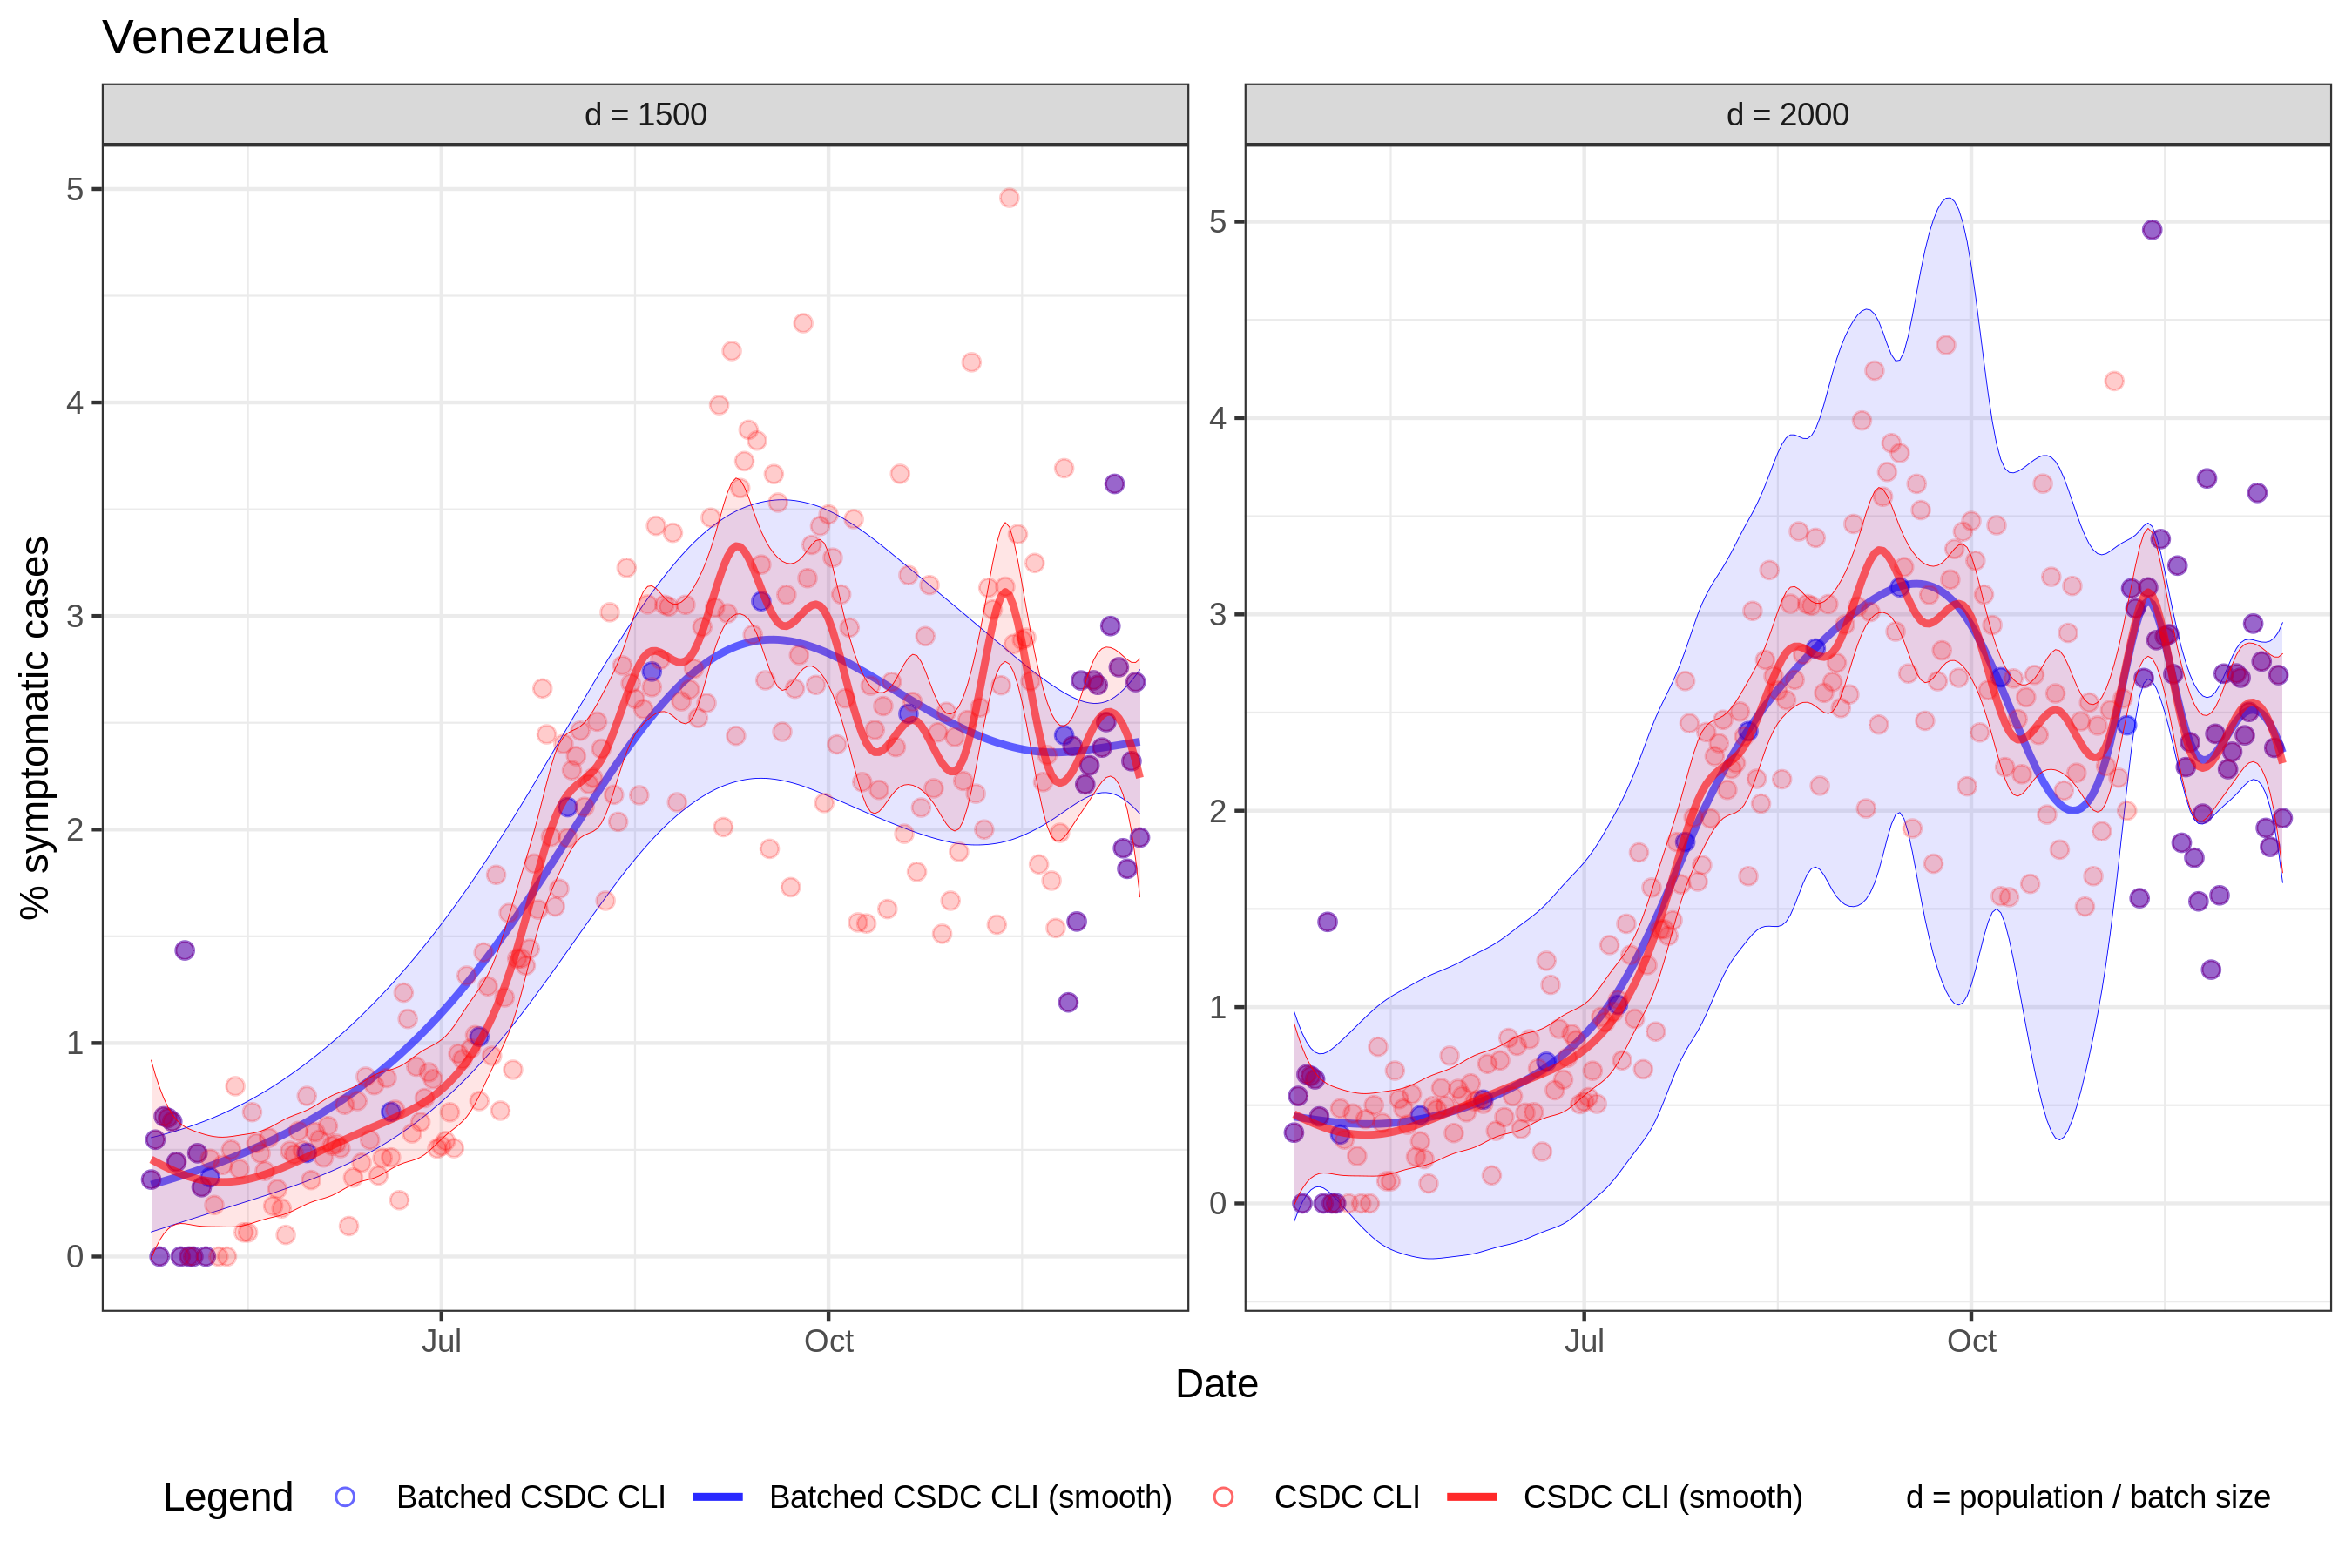 Venezuela
d = 1500
d = 2000
% symptomatic cases
5
4
3
2
1
0
5
4
3
2
1
0
Jul
Oct
Jul
Oct
Date
Legend
Batched CSDC CLI
Batched CSDC CLI (smooth)
CSDC CLI
CSDC CLI (smooth)
d = population / batch size